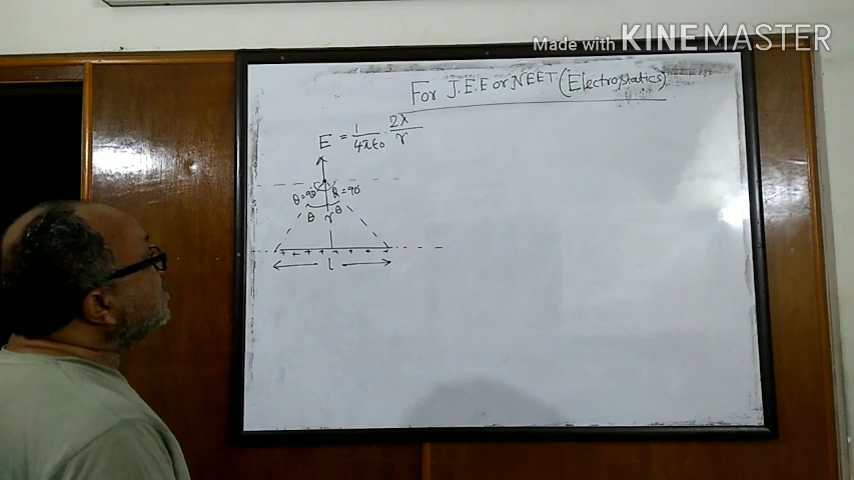 Made with KINEMASTER
For J.E.E or NEET (Electrostatics)
E = 1/4πε0 . 2λ/r
θ=90° θ=90°
θ r θ
+ + + + + + + +
l